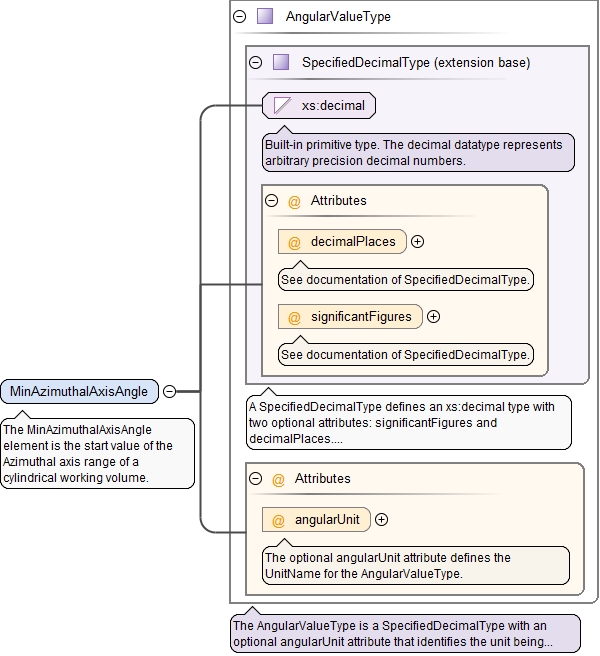 AngularValueType
SpecifiedDecimalType (extension base)
xs:decimal
Built-in primitive type. The decimal datatype represents
arbitrary precision decimal numbers.
@ Attributes
@ decimalPlaces
See documentation of SpecifiedDecimalType.
@ significantFigures
See documentation of SpecifiedDecimalType.
MinAzimuthalAxisAngle
The MinAzimuthalAxisAngle
element is the start value of the
Azimuthal axis range of a
cylindrical working volume.
A SpecifiedDecimalType defines an xs:decimal type with
two optional attributes: significantFigures and
decimalPlaces....
@ Attributes
@ angularUnit
The optional angularUnit attribute defines the
UnitName for the AngularValueType.
The AngularValueType is a SpecifiedDecimalType with an
optional angularUnit attribute that identifies the unit being...